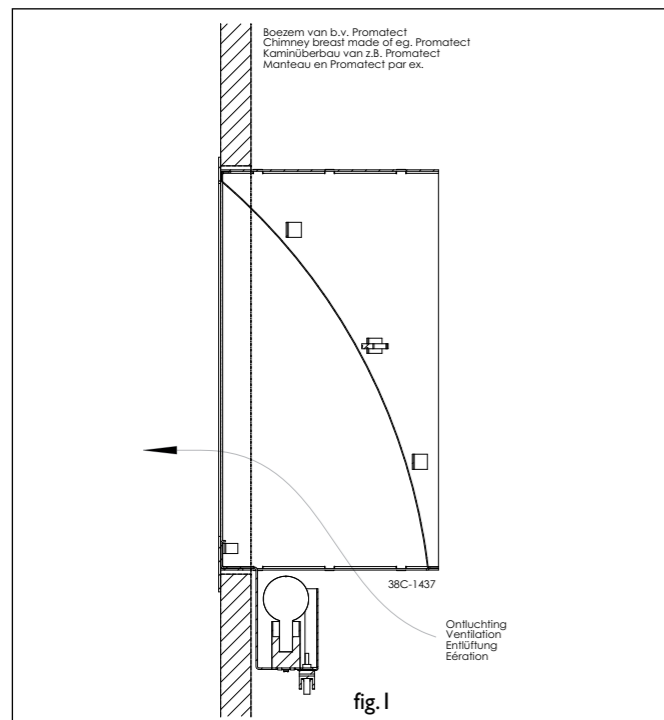 Boezem van b.v. Promatect
Chimney breast made of eg. Promatect
Kaminüberbau van z.B. Promatect
Manteau en Promatect par ex.
38C-1437
Ontluchting
Ventilation
Entlüftung
Eération
fig.1